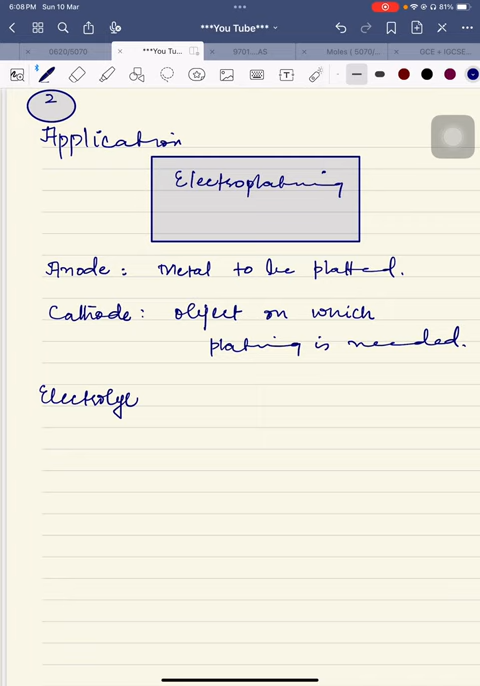 6:08 PM Sun 10 Mar
81%
***You Tube***
0620/5070
***You Tu...
9701...AS
Moles (5070/
GCE + IGCSE...
2
Application
Electroplating
Anode: Metal to be platted.
Cathode: object on which
plating is needed.
Electrolye